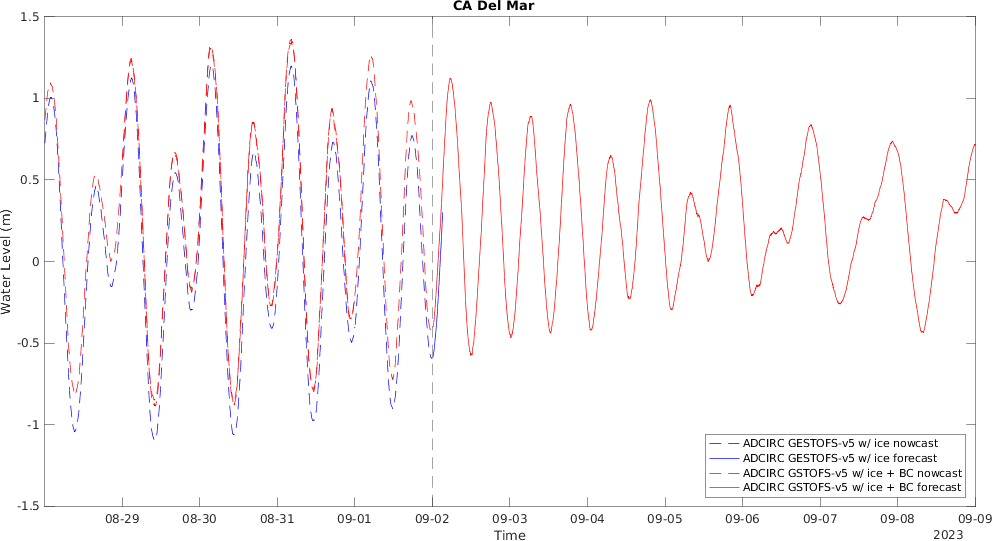 CA Del Mar
1.5
1
0.5
0
-0.5
-1
-1.5
Water Level (m)
08-29 08-30 08-31 09-01 09-02 09-03 09-04 09-05 09-06 09-07 09-08 09-09
Time
2023
ADCIRC GESTOFS-v5 w/ ice nowcast
ADCIRC GESTOFS-v5 w/ ice forecast
ADCIRC GSTOFS-v5 w/ ice + BC nowcast
ADCIRC GSTOFS-v5 w/ ice + BC forecast